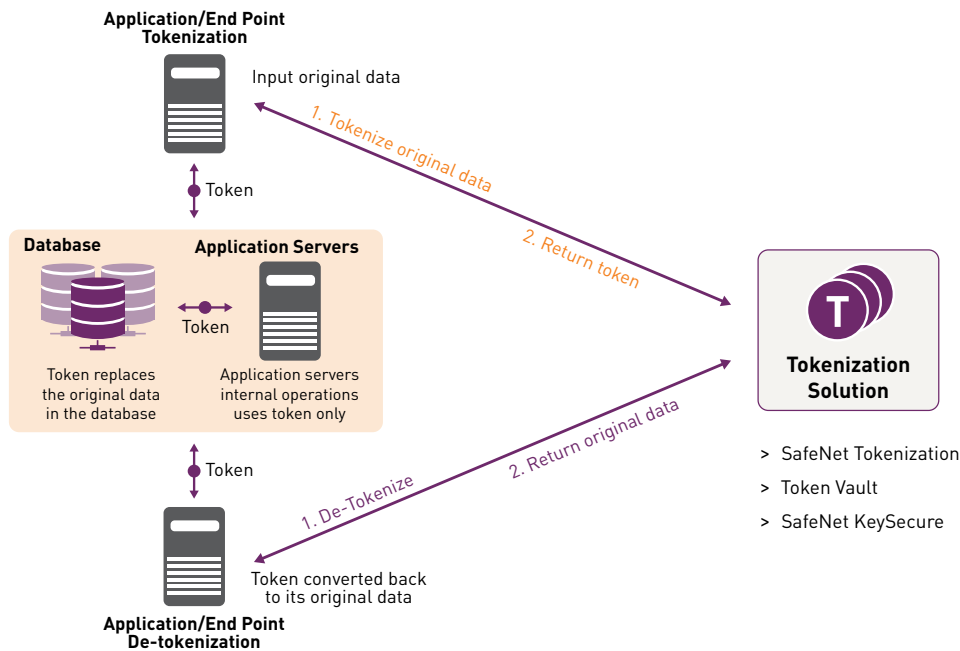 Application/End Point
Tokenization
Input original data
1. Tokenize original data
2. Return token
Token
Database
Application Servers
Token
Token replaces
the original data
in the database
Application servers
internal operations
uses token only
T
Tokenization
Solution
> SafeNet Tokenization
> Token Vault
> SafeNet KeySecure
Token
1. De-Tokenize
2. Return original data
Token converted back
to its original data
Application/End Point
De-tokenization